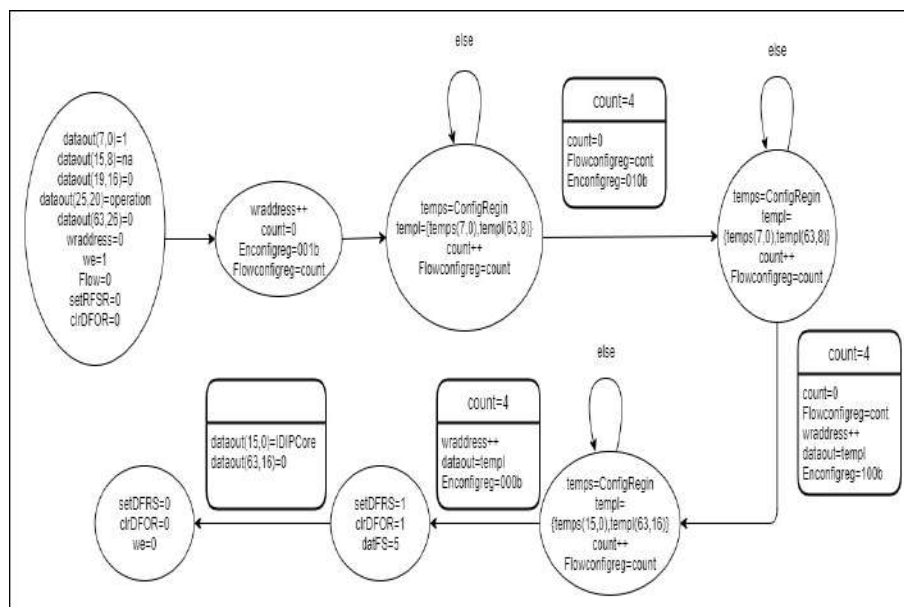 dataout(7,0)=1
dataout(15,8)=na
dataout(19,16)=0
dataout(25,20)=operation
dataout(63,26)=0
wraddress=0
we=1
Flow=0
setRFSR=0
clrDFOR=0
wraddress++
count=0
Enconfigreg=001b
Flowconfigreg=count
else
temps=ConfigRegin
templ={temps(7,0),templ(63,8)}
count++
Flowconfigreg=count
count=4
count=0
Flowconfigreg=cont
Enconfigreg=010b
else
temps=ConfigRegin
templ=
{temps(7,0),templ(63,8)}
count++
Flowconfigreg=count
count=4
count=0
Flowconfigreg=cont
wraddress++
dataout=templ
Enconfigreg=100b
else
temps=ConfigRegin
templ=
{temps(15,0),templ(63,16)}
count++
Flowconfigreg=count
count=4
wraddress++
dataout=templ
Enconfigreg=000b
setDFRS=1
clrDFOR=1
datFS=5
dataout(15,0)=IDIPCore
dataout(63,16)=0
setDFRS=0
clrDFOR=0
we=0